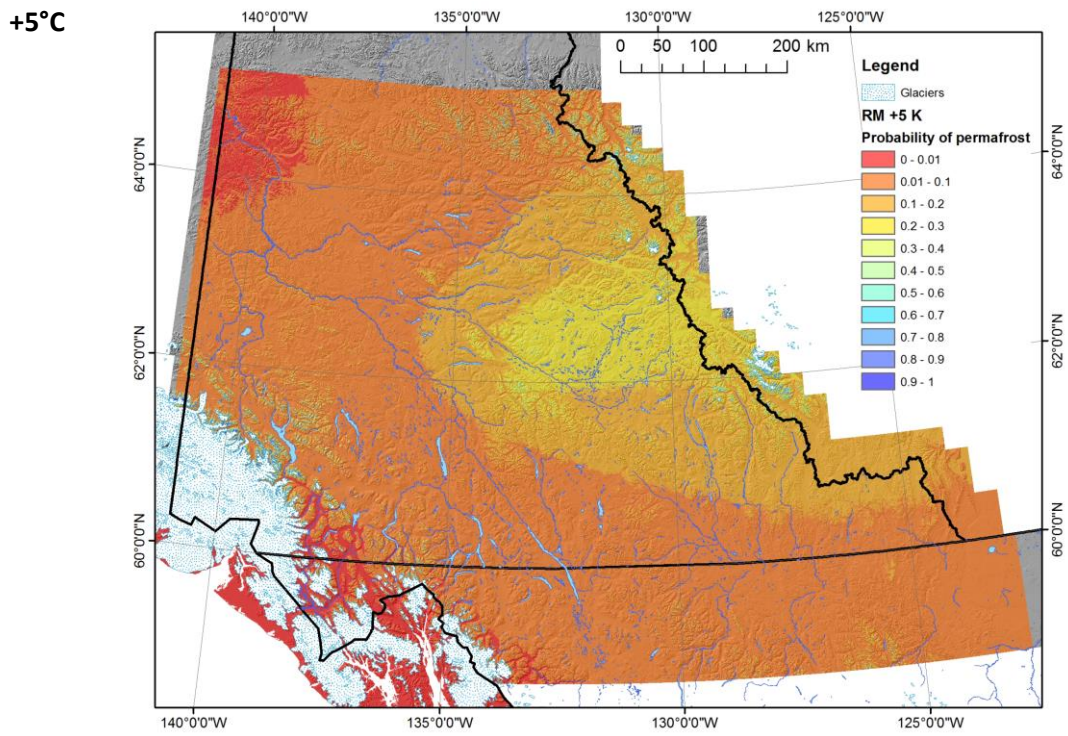 +5°C
140°0'0"W 135°0'0"W 130°0'0"W 125°0'0"W
0 50 100 200 km
Legend
Glaciers
RM +5 K
Probability of permafrost
0 - 0.01
0.01 - 0.1
0.1 - 0.2
0.2 - 0.3
0.3 - 0.4
0.4 - 0.5
0.5 - 0.6
0.6 - 0.7
0.7 - 0.8
0.8 - 0.9
0.9 - 1
64°0'0"N 64°0'0"N
62°0'0"N 62°0'0"N
60°0'0"N 60°0'0"N
140°0'0"W 135°0'0"W 130°0'0"W 125°0'0"W